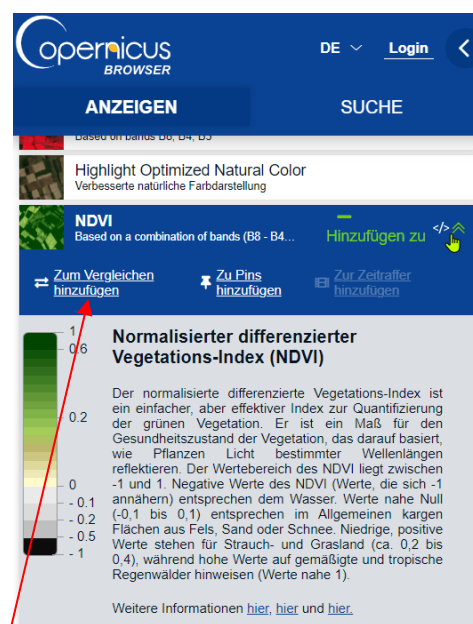 Copernicus
BROWSER
DE
Login
ANZEIGEN
SUCHE
Based on bands B8, B4, B3
Highlight Optimized Natural Color
Verbesserte natürliche Farbdarstellung
NDVI
Based on a combination of bands (B8 - B4...
Hinzufügen zu </>
Zum Vergleichen
hinzufügen
Zu Pins
hinzufügen
Zur Zeitraffer
hinzufügen
1
0.6
0.2
0
- 0.1
- 0.2
- 0.5
- 1
Normalisierter differenzierter
Vegetations-Index (NDVI)
Der normalisierte differenzierte Vegetations-Index ist
ein einfacher, aber effektiver Index zur Quantifizierung
der grünen Vegetation. Er ist ein Maß für den
Gesundheitszustand der Vegetation, das darauf basiert,
wie Pflanzen Licht bestimmter Wellenlängen
reflektieren. Der Wertebereich des NDVI liegt zwischen
-1 und 1. Negative Werte des NDVI (Werte, die sich -1
annähern) entsprechen dem Wasser. Werte nahe Null
(-0,1 bis 0,1) entsprechen im Allgemeinen kargen
Flächen aus Fels, Sand oder Schnee. Niedrige, positive
Werte stehen für Strauch- und Grasland (ca. 0,2 bis
0,4), während hohe Werte auf gemäßigte und tropische
Regenwälder hinweisen (Werte nahe 1).
Weitere Informationen hier, hier und hier.